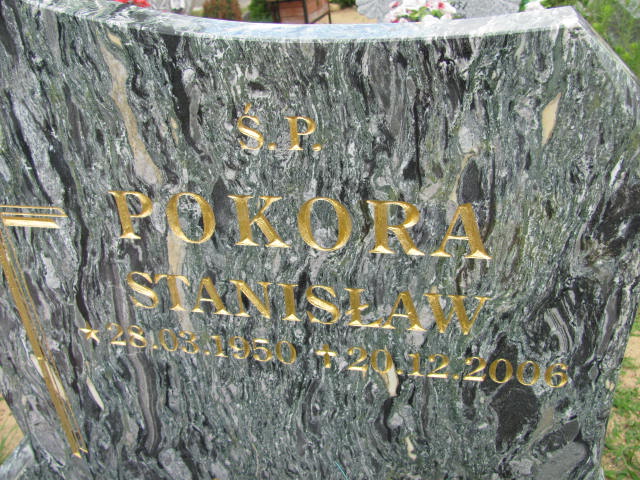 Ś.P.
POKORA
STANISŁAW
*28.03.1950 +20.12.2006